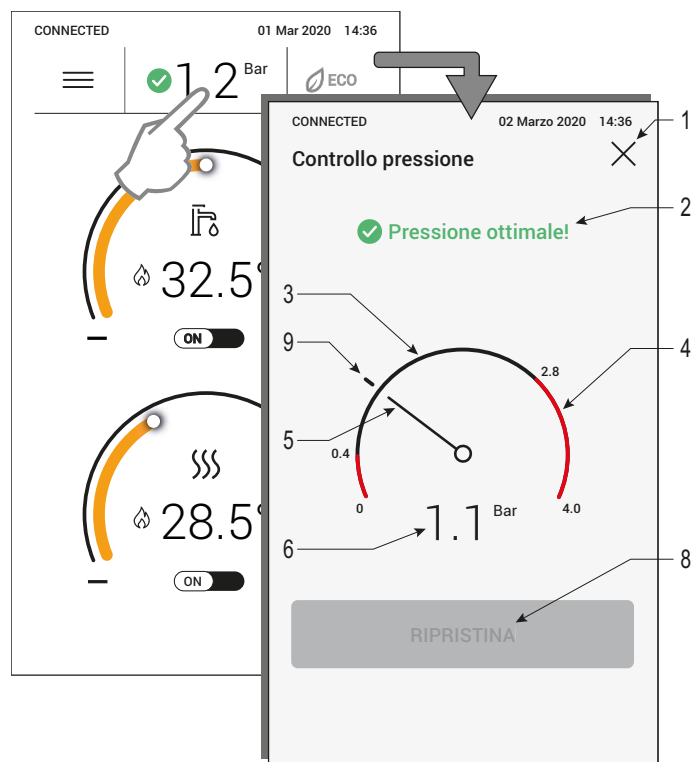 CONNECTED 01 Mar 2020 14:36
1.2 Bar
ECO
32.5°
ON
28.5°
ON
CONNECTED 02 Marzo 2020 14:36
Controllo pressione
1
Pressione ottimale!
2
3
9
2.8
4
5
0.4
0
4.0
1.1 Bar
6
8
RIPRISTINA